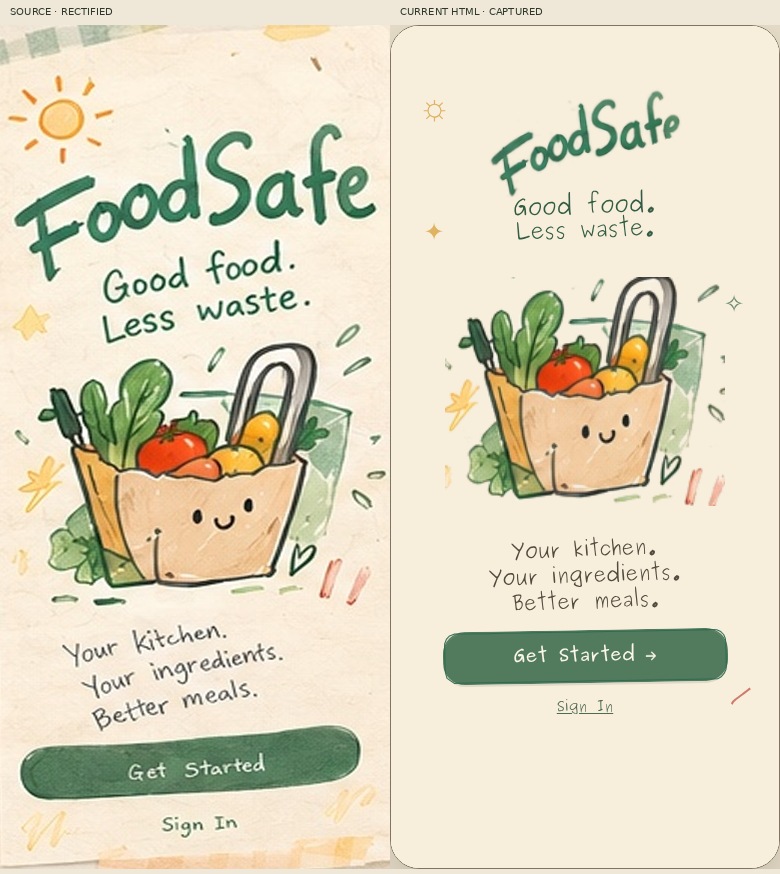 SOURCE · RECTIFIED
FoodSafe
Good food.
Less waste.
Your kitchen.
Your ingredients.
Better meals.
Get Started
Sign In
CURRENT HTML · CAPTURED
FoodSafe
Good food.
Less waste.
Your kitchen.
Your ingredients.
Better meals.
Get Started →
Sign In